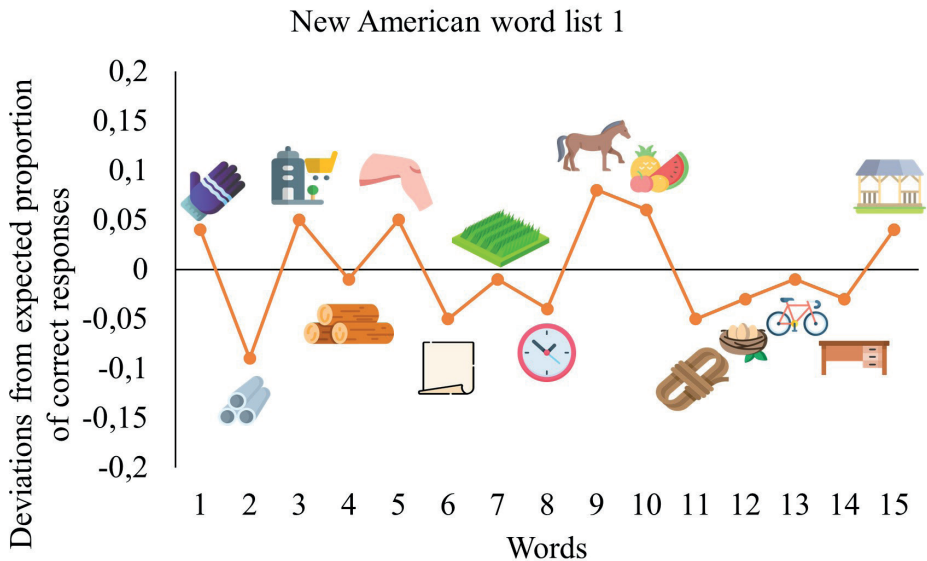 New American word list 1
Deviations from expected proportion
of correct responses
0,2
0,15
0,1
0,05
0
-0,05
-0,1
-0,15
-0,2
1 2 3 4 5 6 7 8 9 10 11 12 13 14 15
Words